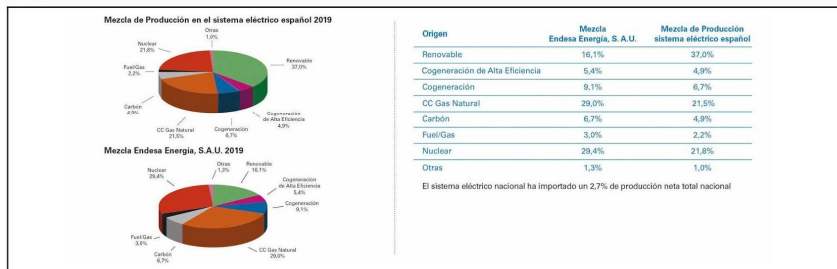 Mezcla de Producción en el sistema eléctrico español 2019
Otras
1,0%
Nuclear
21,8%
Renovable
37,0%
Fuel/Gas
2,2%
Carbón
4,9%
CC Gas Natural
21,5%
Cogeneración
6,7%
Cogeneración
de Alta Eficiencia
4,9%
Mezcla Endesa Energía, S.A.U. 2019
Otras
1,3%
Renovable
16,1%
Nuclear
29,4%
Cogeneración
de Alta Eficiencia
5,4%
Cogeneración
9,1%
Fuel/Gas
3,0%
Carbón
6,7%
CC Gas Natural
29,0%
Origen Mezcla Endesa Energía, S.A.U. Mezcla de Producción sistema eléctrico español
Renovable 16,1% 37,0%
Cogeneración de Alta Eficiencia 5,4% 4,9%
Cogeneración 9,1% 6,7%
CC Gas Natural 29,0% 21,5%
Carbón 6,7% 4,9%
Fuel/Gas 3,0% 2,2%
Nuclear 29,4% 21,8%
Otras 1,3% 1,0%
El sistema eléctrico nacional ha importado un 2,7% de producción neta total nacional